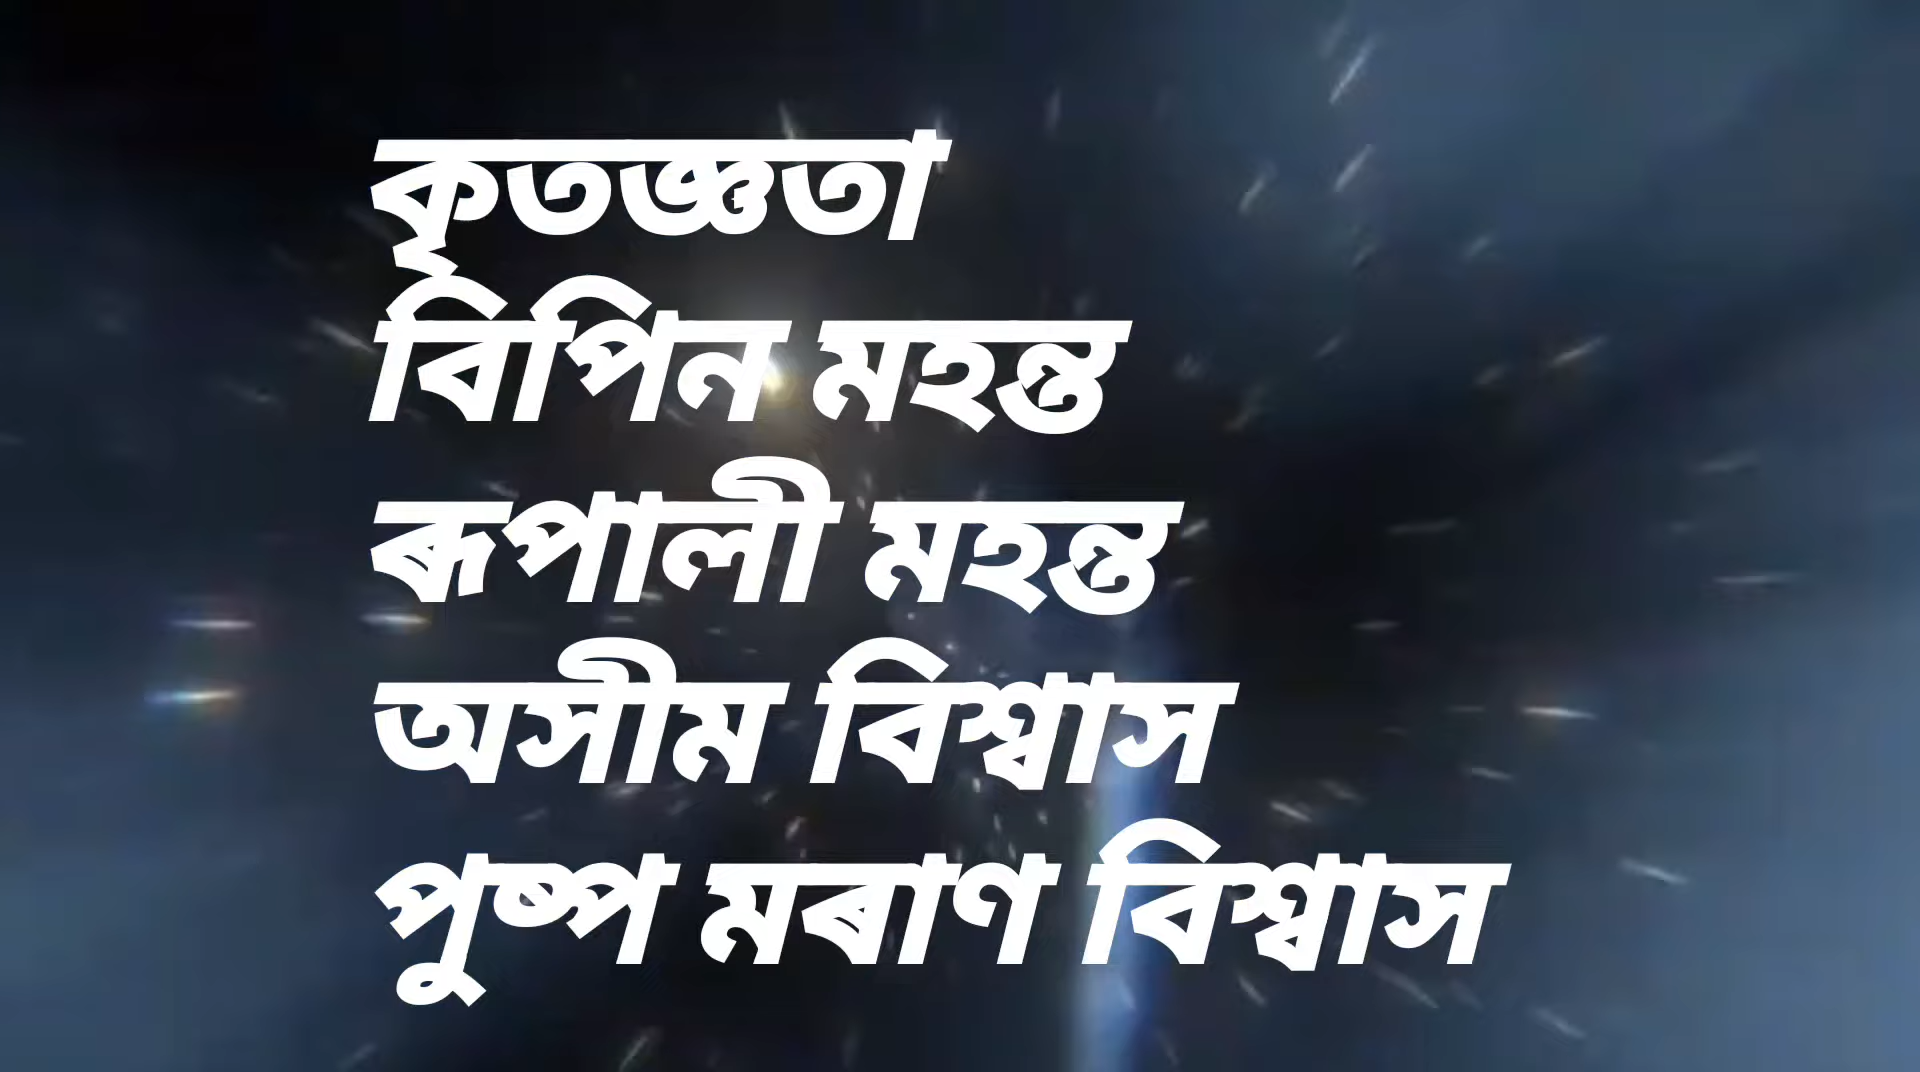 কৃতজ্ঞতা
বিপিন মহন্ত
ৰূপালী মহন্ত
অসীম বিশ্বাস
পুষ্প মৰাণ বিশ্বাস